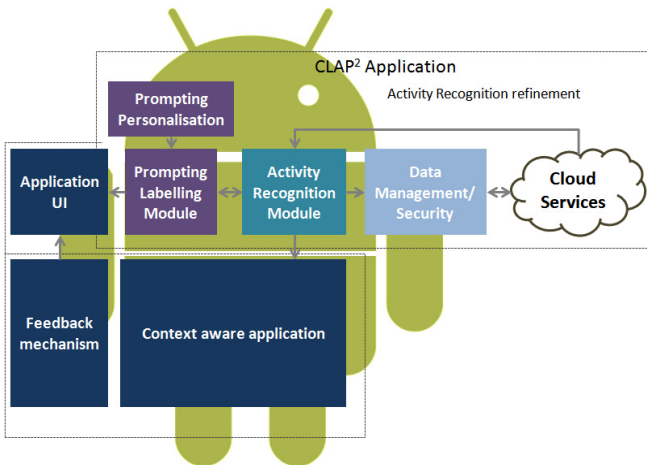 CLAP² Application
Activity Recognition refinement
Prompting
Personalisation
Application
UI
Prompting
Labelling
Module
Activity
Recognition
Module
Data
Management/
Security
Cloud
Services
Feedback
mechanism
Context aware application